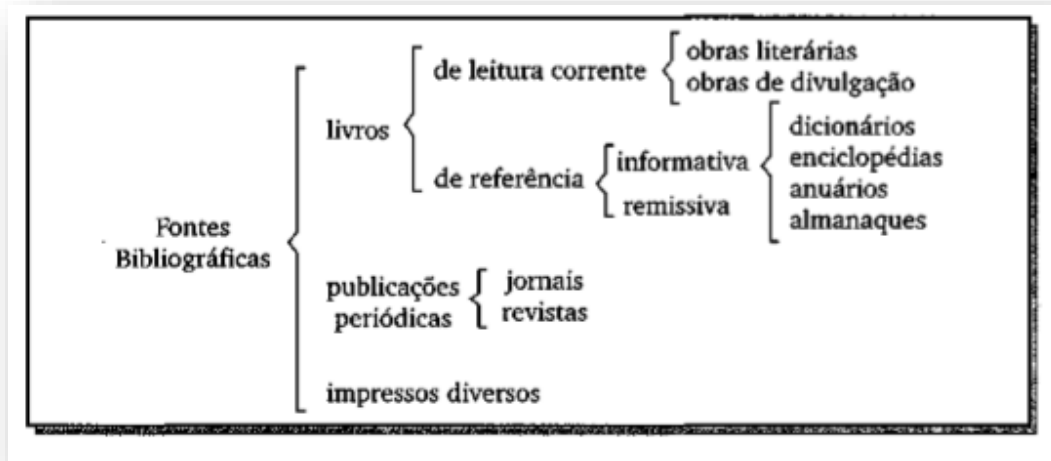 Fontes
Bibliográficas
livros
de leitura corrente
obras literárias
obras de divulgação
de referência
informativa
remissiva
dicionários
enciclopédias
anuários
almanaques
publicações
periódicas
jornais
revistas
impressos diversos